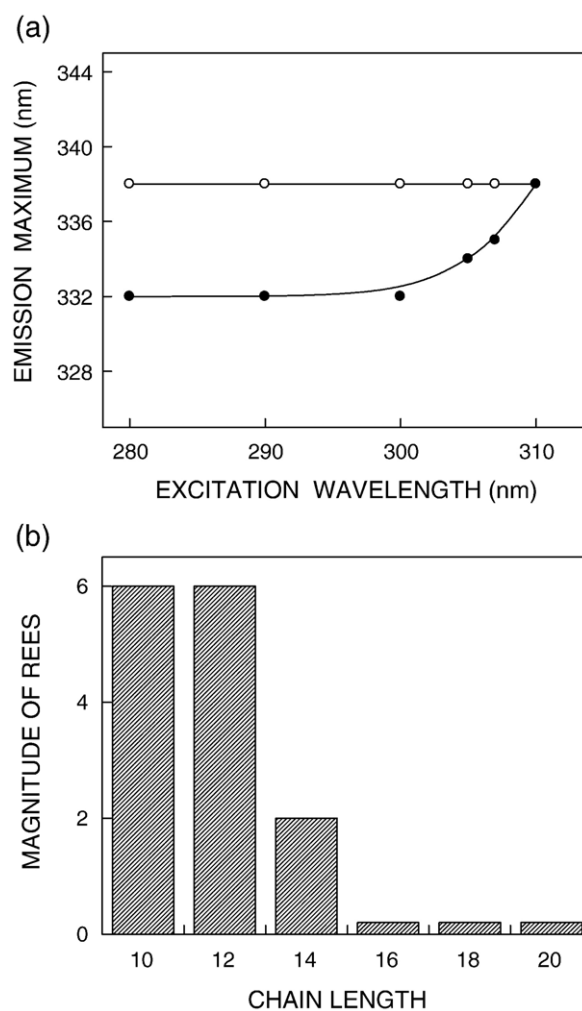 (a)
EMISSION MAXIMUM (nm)
344
340
336
332
328
280 290 300 310
EXCITATION WAVELENGTH (nm)
(b)
MAGNITUDE OF REES
6
4
2
0
10 12 14 16 18 20
CHAIN LENGTH